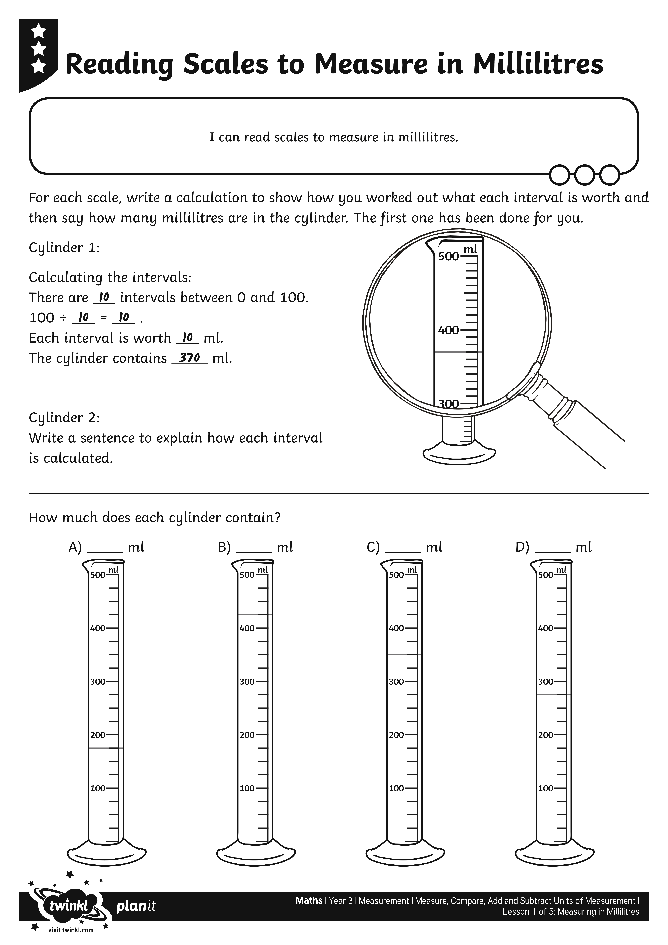 Reading Scales to Measure in Millilitres
I can read scales to measure in millilitres.
For each scale, write a calculation to show how you worked out what each interval is worth and
then say how many millilitres are in the cylinder. The first one has been done for you.
Cylinder 1:
Calculating the intervals:
There are 10 intervals between 0 and 100.
100 ÷ 10 = 10 .
Each interval is worth 10 ml.
The cylinder contains 370 ml.
ml
500
400
300
Cylinder 2:
Write a sentence to explain how each interval
is calculated.
How much does each cylinder contain?
A) ____ ml B) ____ ml C) ____ ml D) ____ ml
ml ml ml ml
500 500 500 500
400 400 400 400
300 300 300 300
200 200 200 200
100 100 100 100
twinkl planit
visit twinkl.com
Maths | Year 3 | Measurement | Measure, Compare, Add and Subtract Units of Measurement |
Lesson 1 of 3: Measuring in Millilitres